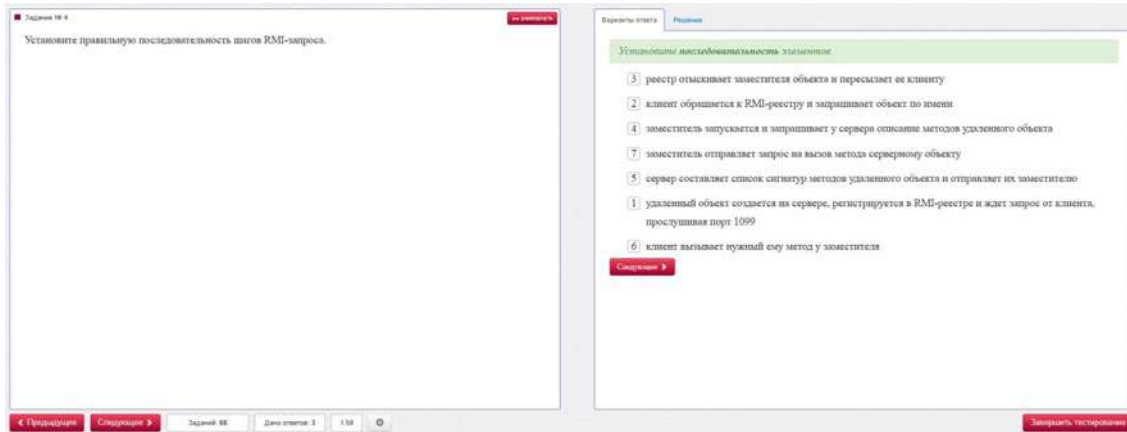 Задание № 4
развернуть
Установите правильную последовательность шагов RMI-запроса.
Варианты ответа
Решение
Установите последовательность элементов
3 реестр отыскивает заместителя объекта и пересылает ее клиенту
2 клиент обращается к RMI-реестру и запрашивает объект по имени
4 заместитель запускается и запрашивает у сервера описание методов удаленного объекта
7 заместитель отправляет запрос на вызов метода серверному объекту
5 сервер составляет список сигнатур методов удаленного объекта и отправляет их заместителю
1 удаленный объект создается на сервере, регистрируется в RMI-реестре и ждет запрос от клиента,
прослушивая порт 1099
6 клиент вызывает нужный ему метод у заместителя
Следующее
Предыдущее
Следующее
Заданий:
Дано ответов: 3
1:59
Завершить тестирование